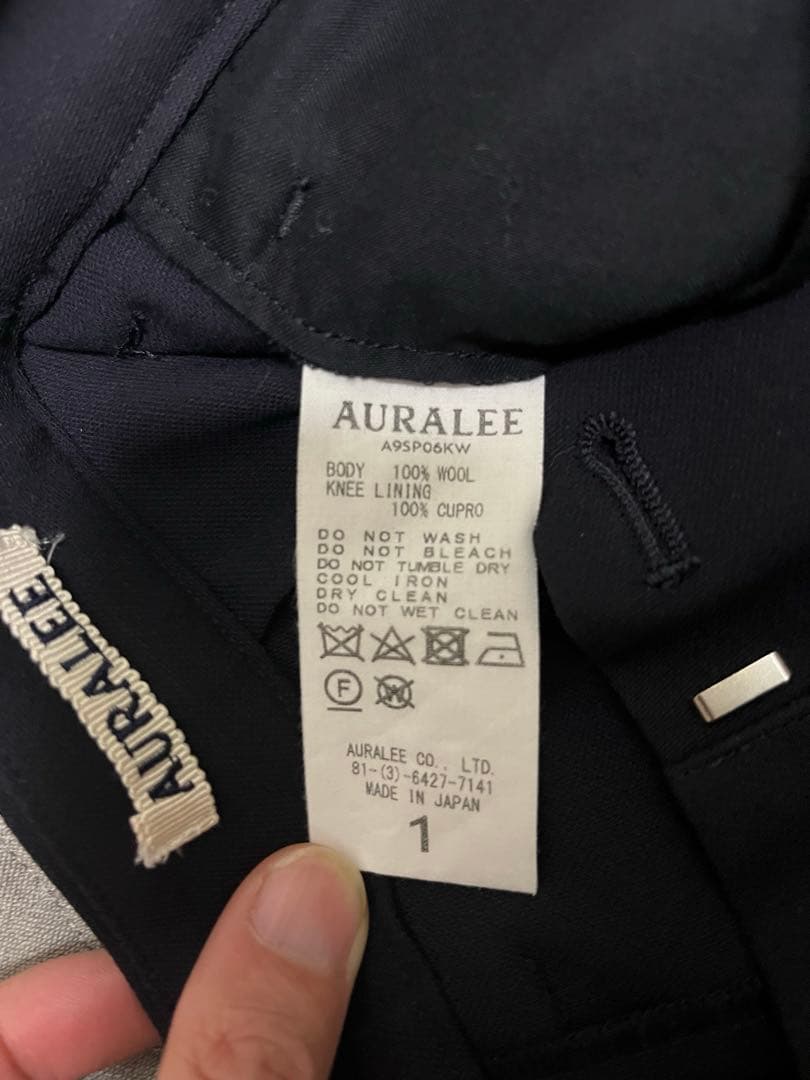 AURALEE
A9SP06KW
BODY 100% WOOL
KNEE LINING
100% CUPRO
DO NOT WASH
DO NOT BLEACH
DO NOT TUMBLE DRY
COOL IRON
DRY CLEAN
DO NOT WET CLEAN
F
W
AURALEE CO., LTD.
81-(3)-6427-7141
MADE IN JAPAN
1
AURALEE